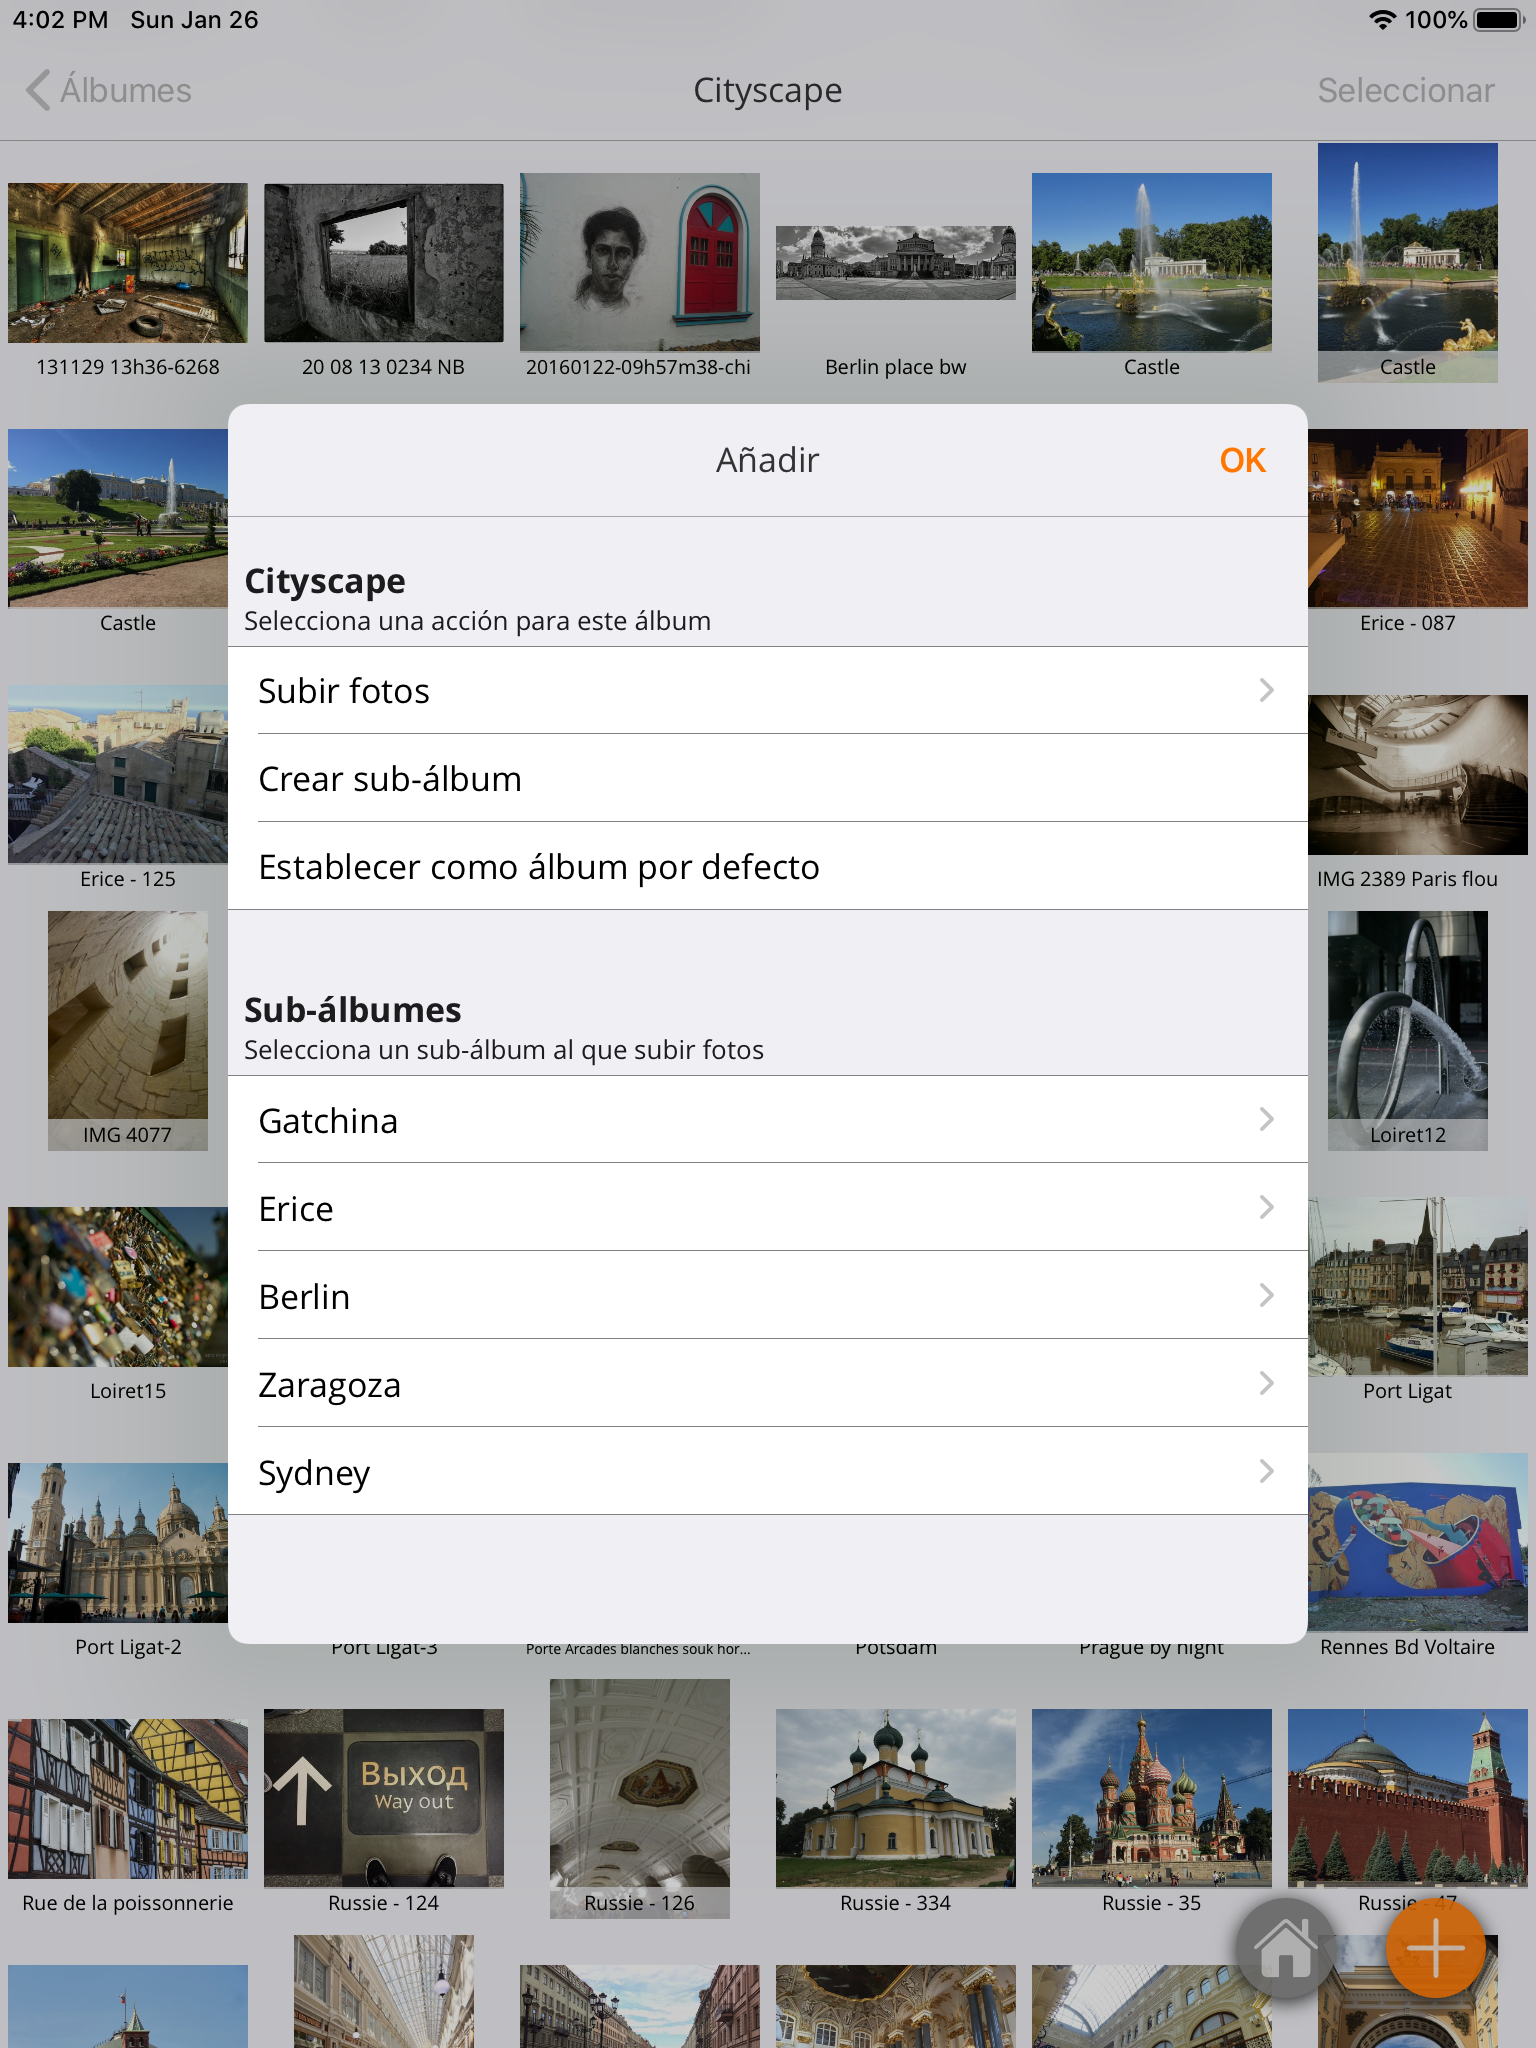 4:02 PM Sun Jan 26
100%
Álbumes
Cityscape
Seleccionar
131129 13h36-6268
20 08 13 0234 NB
20160122-09h57m38-chi
Berlin place bw
Castle
Castle
Castle
Erice - 087
Añadir
OK
Cityscape
Selecciona una acción para este álbum
Subir fotos
Crear sub-álbum
Establecer como álbum por defecto
Erice - 125
IMG 2389 Paris flou
Sub-álbumes
Selecciona un sub-álbum al que subir fotos
Gatchina
Erice
Berlin
Zaragoza
Sydney
IMG 4077
Loiret12
Loiret15
Port Ligat
Port Ligat-2
Port Ligat-3
Porte Arcades blanches souk hor...
Potsdam
Prague by night
Rennes Bd Voltaire
Выход
Way out
Rue de la poissonnerie
Russie - 124
Russie - 126
Russie - 334
Russie - 35
Russie - 47